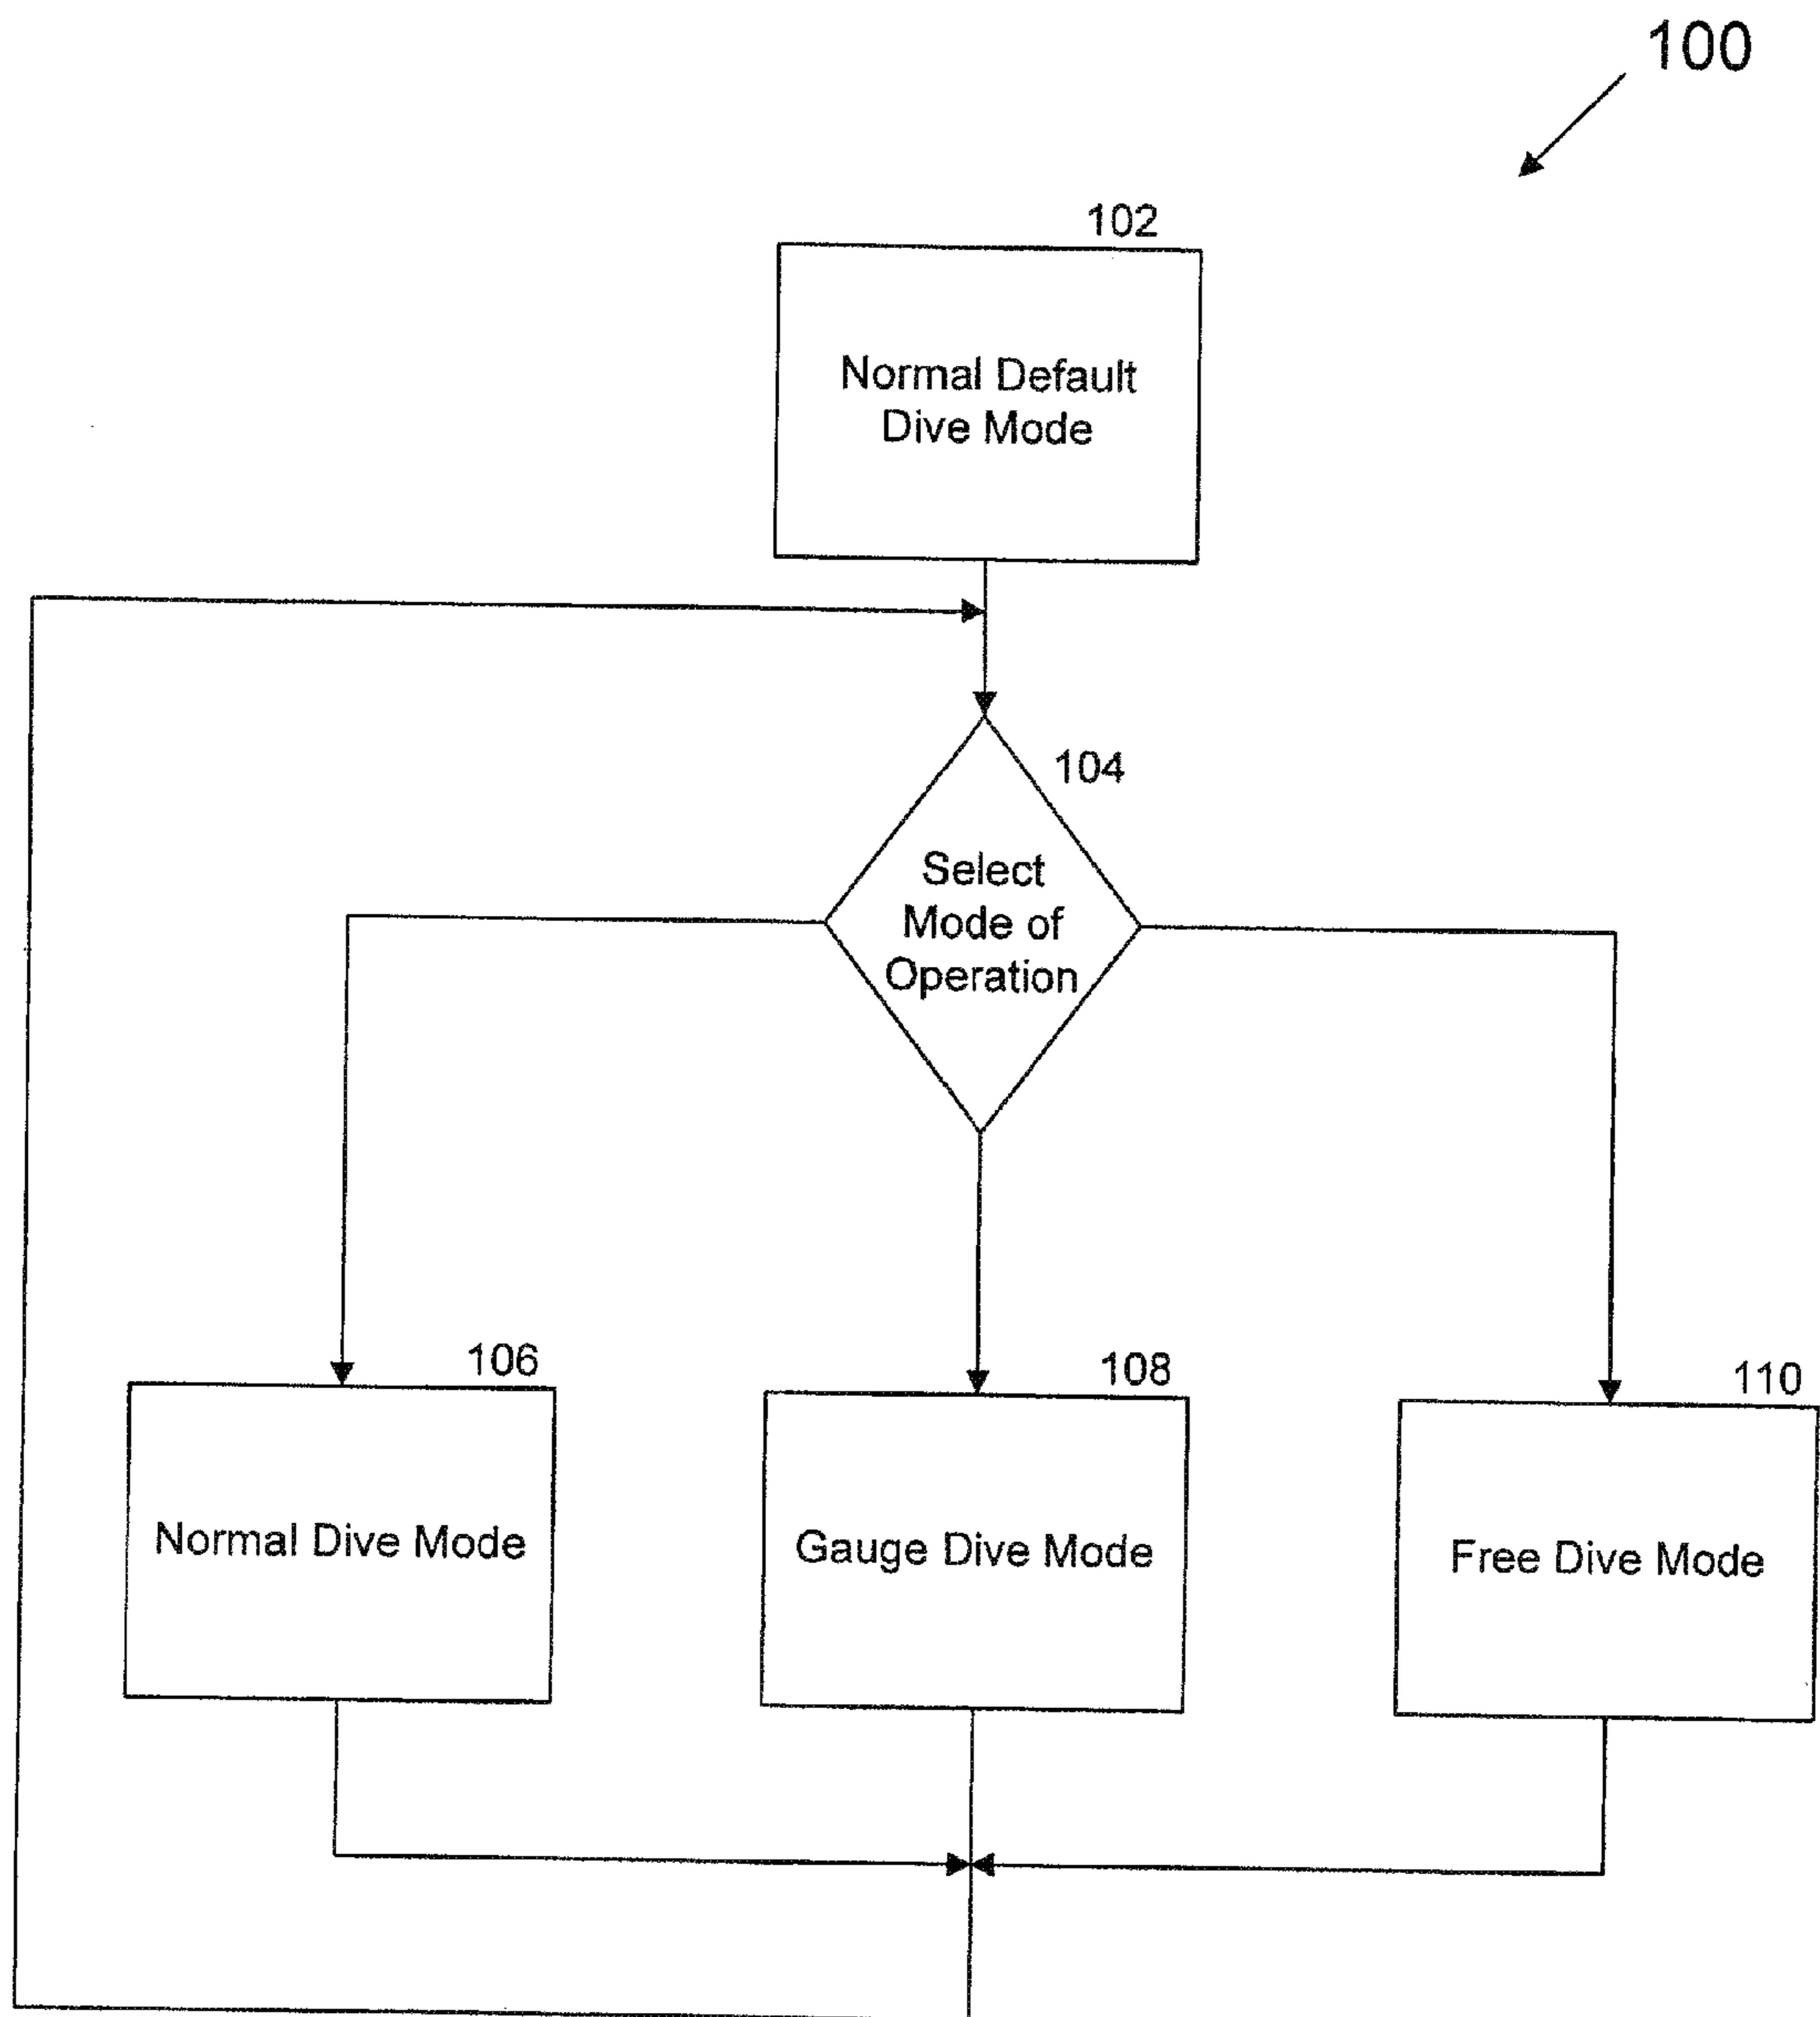 100
102
Normal Default
Dive Mode
104
Select
Mode of
Operation
106
108
110
Normal Dive Mode
Gauge Dive Mode
Free Dive Mode